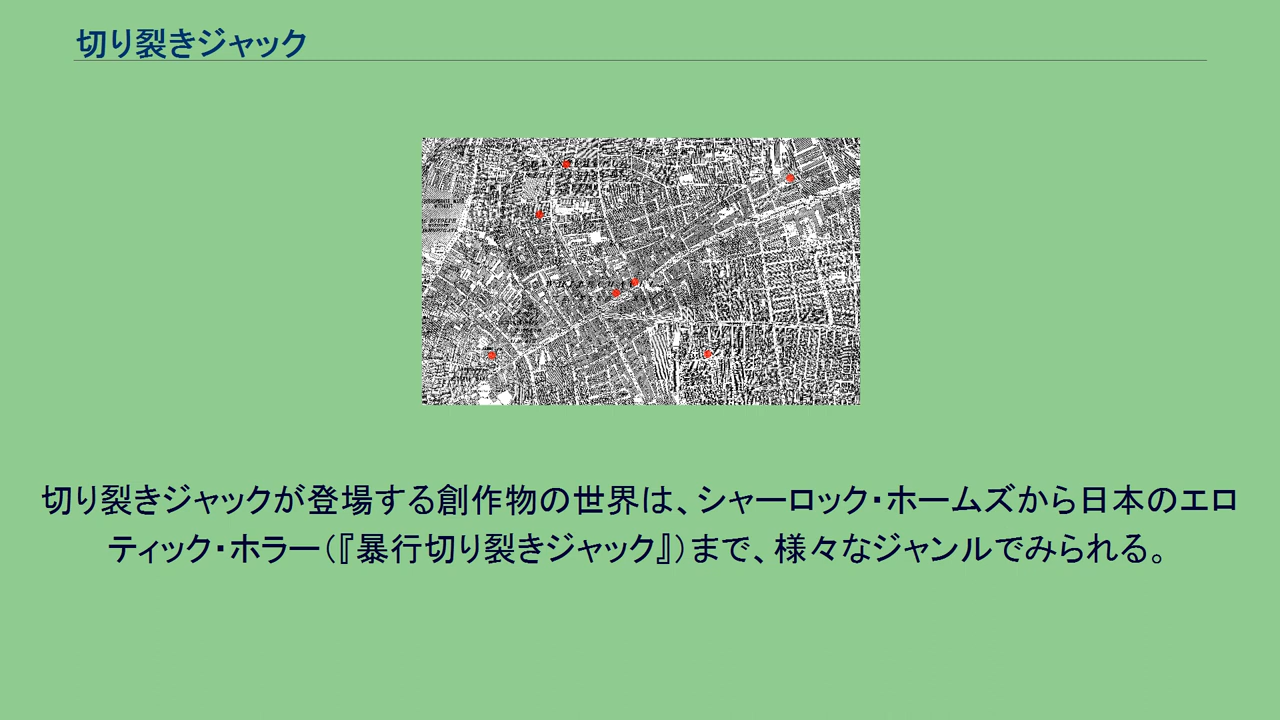 切り裂きジャック
切り裂きジャックが登場する創作物の世界は、シャーロック・ホームズから日本のエロ
ティック・ホラー(『暴行切り裂きジャック』)まで、様々なジャンルでみられる。